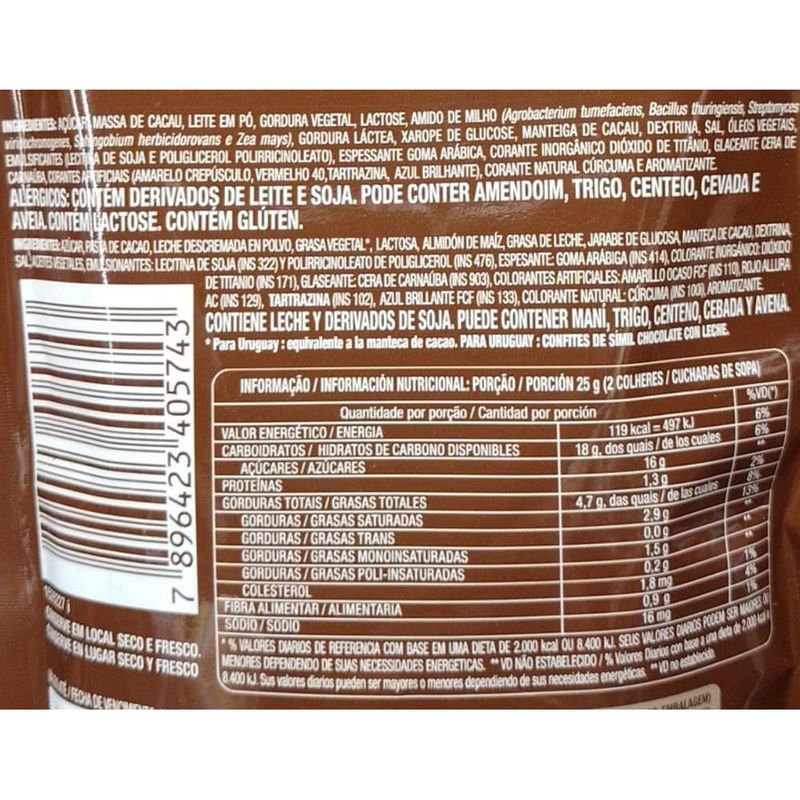 INGREDIENTES: AÇÚCAR, MASSA DE CACAU, LEITE EM PÓ, GORDURA VEGETAL, LACTOSE, AMIDO DE MILHO (Agrobacterium tumefaciens, Bacillus thuringiensis, Streptomyces
viridochromogenes, Sphingobium herbicidorovans e Zea mays), GORDURA LÁCTEA, XAROPE DE GLUCOSE, MANTEIGA DE CACAU, DEXTRINA, SAL, ÓLEOS VEGETAIS,
EMULSIFICANTES (LECITINA DE SOJA E POLIGLICEROL POLIRRICINOLEATO), ESPESSANTE GOMA ARÁBICA, CORANTE INORGÂNICO DIÓXIDO DE TITÂNIO, GLACEANTE CERA DE
CARNAÚBA, CORANTES ARTIFICIAIS (AMARELO CREPÚSCULO, VERMELHO 40, TARTRAZINA, AZUL BRILHANTE), CORANTE NATURAL CÚRCUMA E AROMATIZANTE.
ALÉRGICOS: CONTÉM DERIVADOS DE LEITE E SOJA. PODE CONTER AMENDOIM, TRIGO, CENTEIO, CEVADA E
AVEIA. CONTÉM LACTOSE. CONTÉM GLÚTEN.
INGREDIENTES: AZÚCAR, PASTA DE CACAO, LECHE DESCREMADA EN POLVO, GRASA VEGETAL*, LACTOSA, ALMIDÓN DE MAÍZ, GRASA DE LECHE, JARABE DE GLUCOSA, MANTECA DE CACAO, DEXTRINA,
SAL, ACEITES VEGETALES, EMULSIONANTES: LECITINA DE SOJA (INS 322) Y POLIRRICINOLEATO DE POLIGLICEROL (INS 476), ESPESANTE: GOMA ARÁBIGA (INS 414), COLORANTE INORGÁNICO: DIÓXIDO
DE TITANIO (INS 171), GLASEANTE: CERA DE CARNAÚBA (INS 903), COLORANTES ARTIFICIALES: AMARILLO OCASO FCF (INS 110), ROJO ALLURA
AC (INS 129), TARTRAZINA (INS 102), AZUL BRILLANTE FCF (INS 133), COLORANTE NATURAL: CÚRCUMA (INS 100), AROMATIZANTE.
CONTIENE LECHE Y DERIVADOS DE SOJA. PUEDE CONTENER MANÍ, TRIGO, CENTENO, CEBADA Y AVENA.
* Para Uruguay : equivalente a la manteca de cacao. PARA URUGUAY : CONFITES DE SÍMIL CHOCOLATE CON LECHE.
7 896423 405743
INFORMAÇÃO / INFORMACIÓN NUTRICIONAL: PORÇÃO / PORCIÓN 25 g (2 COLHERES / CUCHARAS DE SOPA)
Quantidade por porção / Cantidad por porción %VD(*)
VALOR ENERGÉTICO / ENERGIA 119 kcal = 497 kJ 6%
CARBOIDRATOS / HIDRATOS DE CARBONO DISPONIBLES 18 g, dos quais / de los cuales 6%
AÇÚCARES / AZÚCARES 16 g **
PROTEÍNAS 1,3 g 2%
GORDURAS TOTAIS / GRASAS TOTALES 4,7 g, das quais / de las cuales 8%
GORDURAS / GRASAS SATURADAS 2,9 g 13%
GORDURAS / GRASAS TRANS 0,0 g **
GORDURAS / GRASAS MONOINSATURADAS 1,5 g **
GORDURAS / GRASAS POLI-INSATURADAS 0,2 g **
COLESTEROL 1,8 mg 1%
FIBRA ALIMENTAR / ALIMENTARIA 0,9 g 4%
SÓDIO / SODIO 16 mg 1%
* % VALORES DIARIOS DE REFERENCIA COM BASE EM UMA DIETA DE 2.000 kcal OU 8.400 kJ. SEUS VALORES DIÁRIOS PODEM SER MAIORES OU
MENORES DEPENDENDO DE SUAS NECESSIDADES ENERGETICAS. ** VD NÃO ESTABELECIDO / % Valores Diarios con base a una dieta de 2.000 kcal
8.400 kJ. Sus valores diarios pueden ser mayores o menores dependiendo de sus necesidades energéticas. ** VD no establecido.
CONSERVE EM LOCAL SECO E FRESCO.
CONSERVE EN LUGAR SECO Y FRESCO
/ FECHA DE VENCIMIENTO
EMBALAGEM)